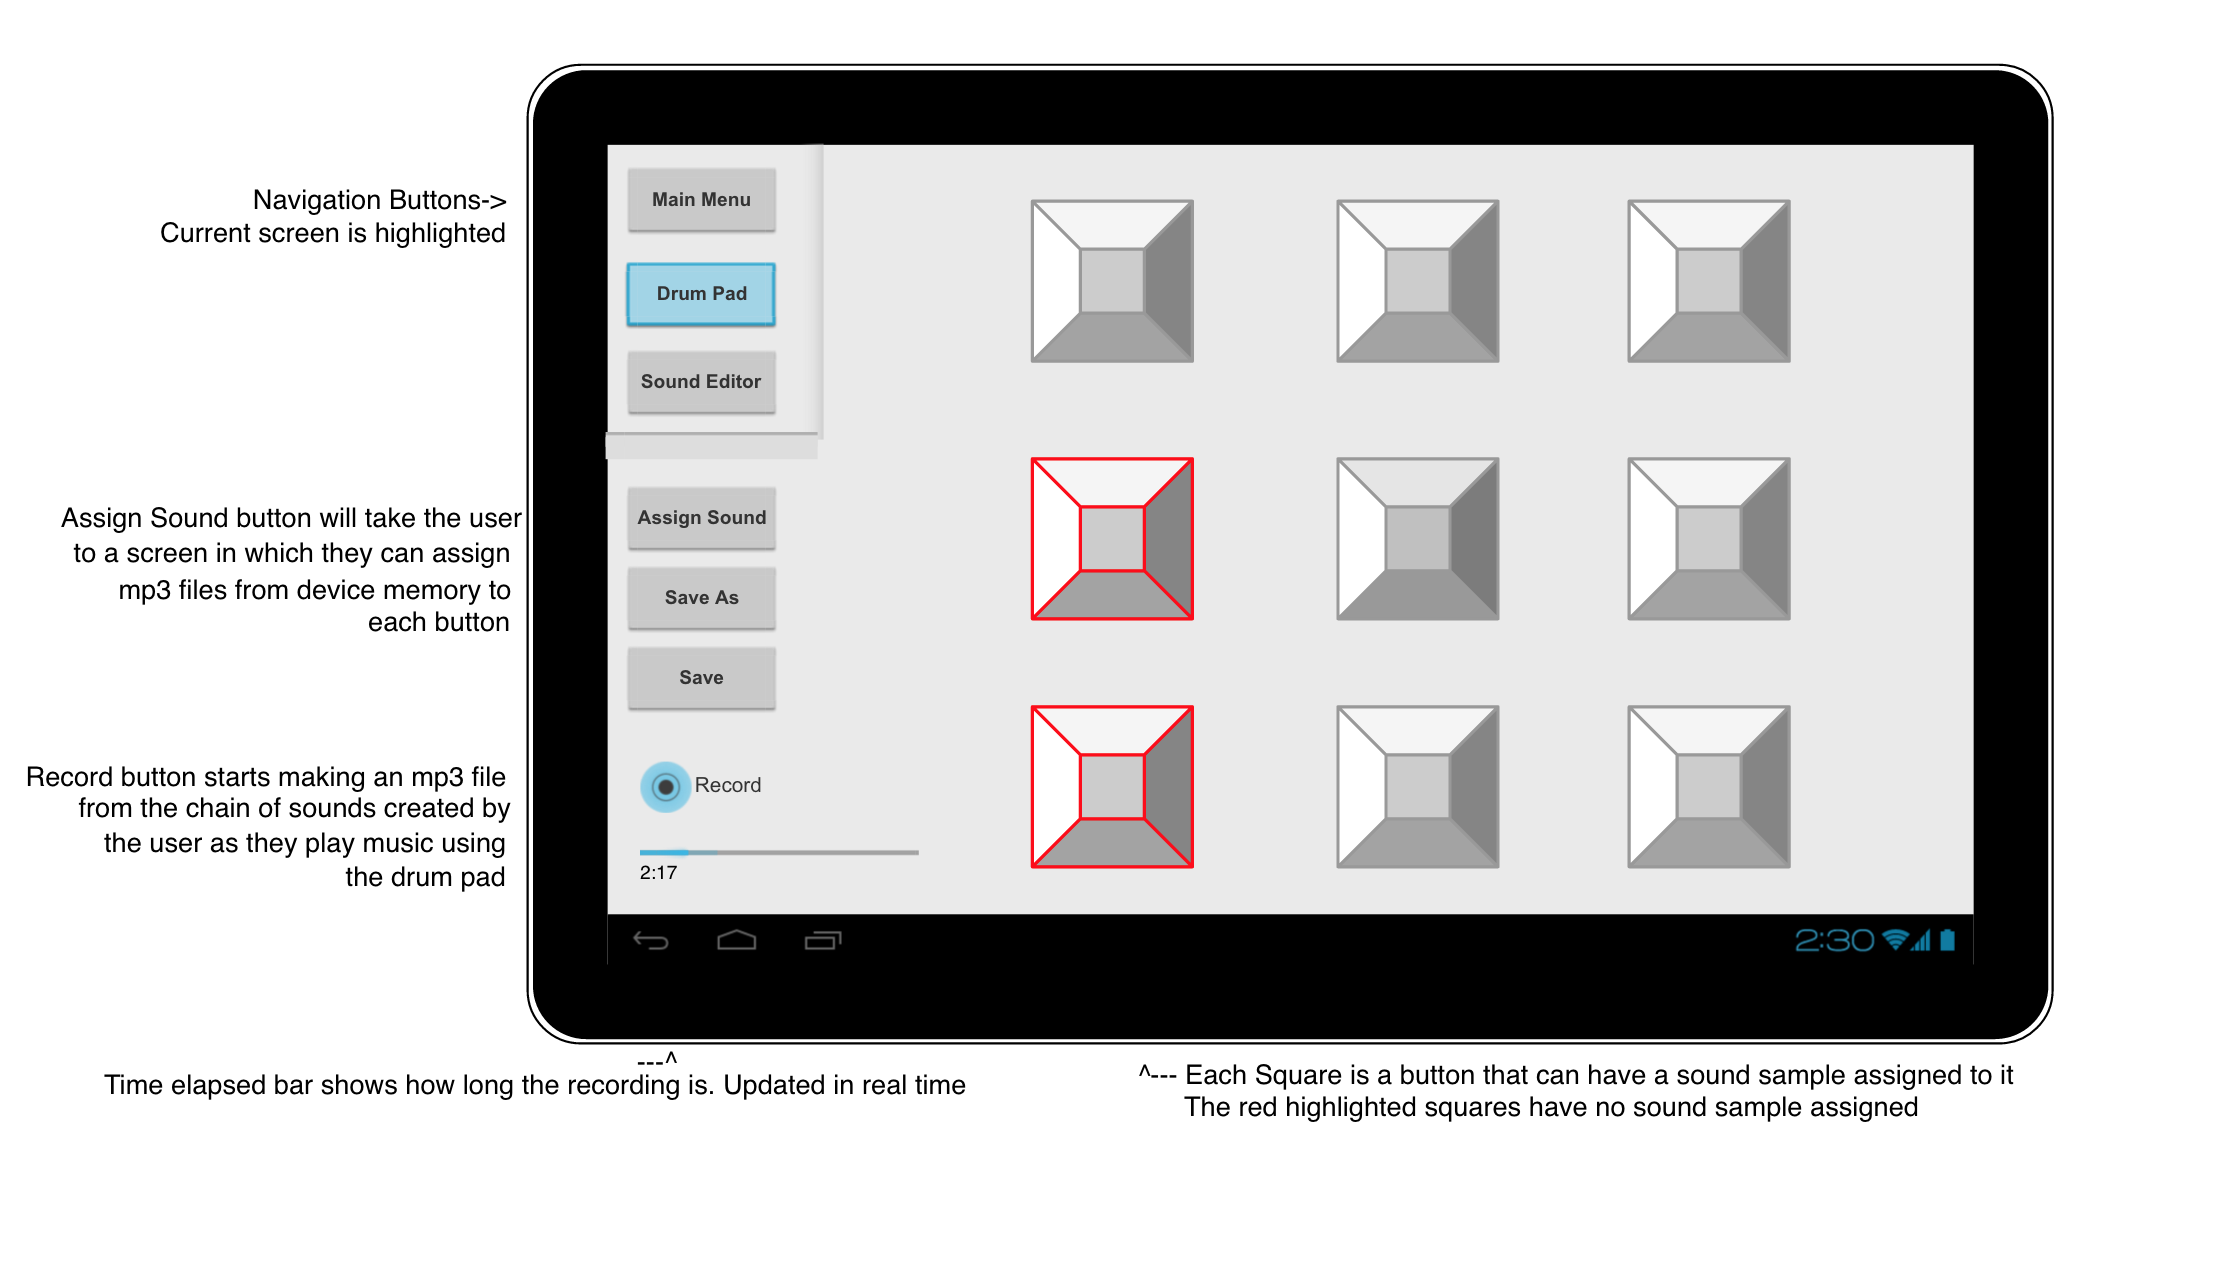 Navigation Buttons->
Current screen is highlighted
Main Menu
Drum Pad
Sound Editor
Assign Sound button will take the user
to a screen in which they can assign
mp3 files from device memory to
each button
Assign Sound
Save As
Save
Record button starts making an mp3 file
from the chain of sounds created by
the user as they play music using
the drum pad
Record
2:17
2:30
---^
Time elapsed bar shows how long the recording is. Updated in real time
^--- Each Square is a button that can have a sound sample assigned to it
The red highlighted squares have no sound sample assigned